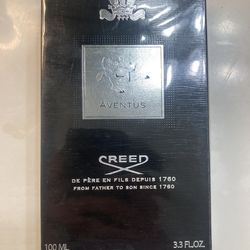 AVENTUS
CREED
DE PÈRE EN FILS DEPUIS 1760
FROM FATHER TO SON SINCE 1760
100 ML 3.3 FL.OZ.